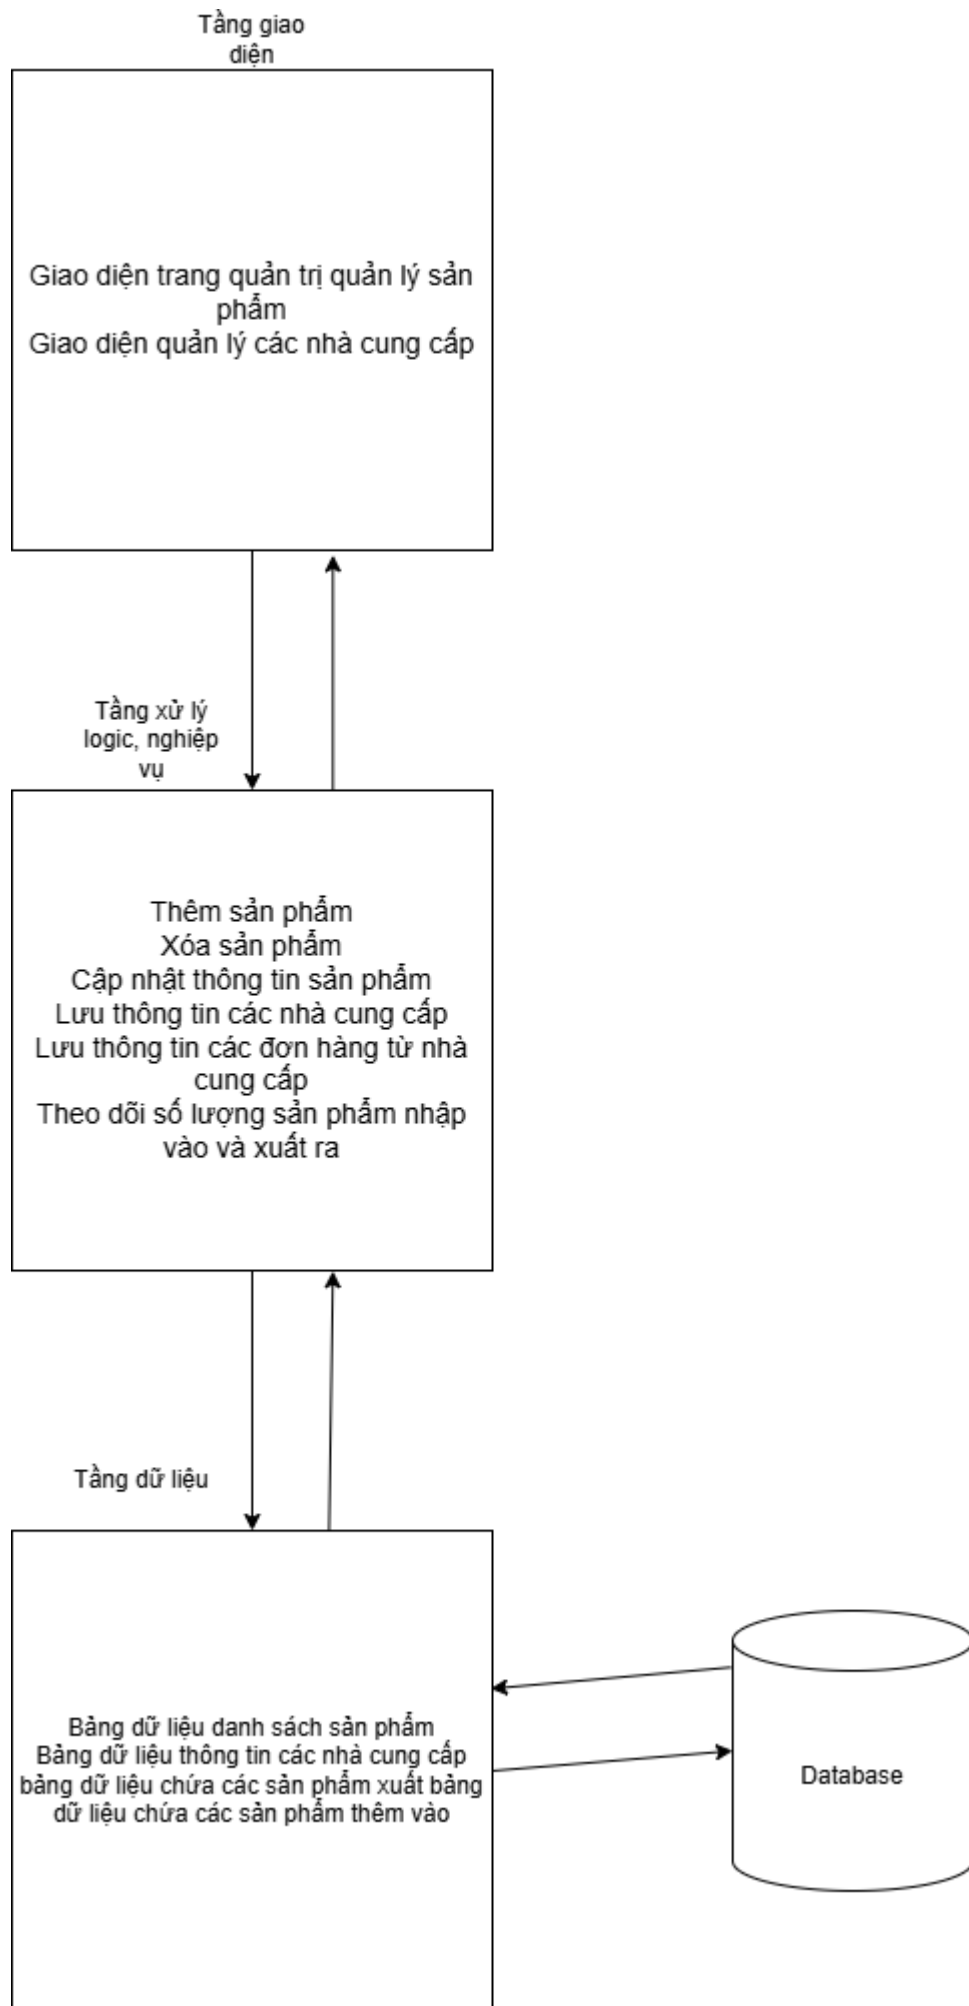 Tầng giao
diện
Giao diện trang quản trị quản lý sản
phẩm
Giao diện quản lý các nhà cung cấp
Tầng xử lý
logic, nghiệp
vụ
Thêm sản phẩm
Xóa sản phẩm
Cập nhật thông tin sản phẩm
Lưu thông tin các nhà cung cấp
Lưu thông tin các đơn hàng từ nhà
cung cấp
Theo dõi số lượng sản phẩm nhập
vào và xuất ra
Tầng dữ liệu
Bảng dữ liệu danh sách sản phẩm
Bảng dữ liệu thông tin các nhà cung cấp
bảng dữ liệu chứa các sản phẩm xuất bảng
dữ liệu chứa các sản phẩm thêm vào
Database